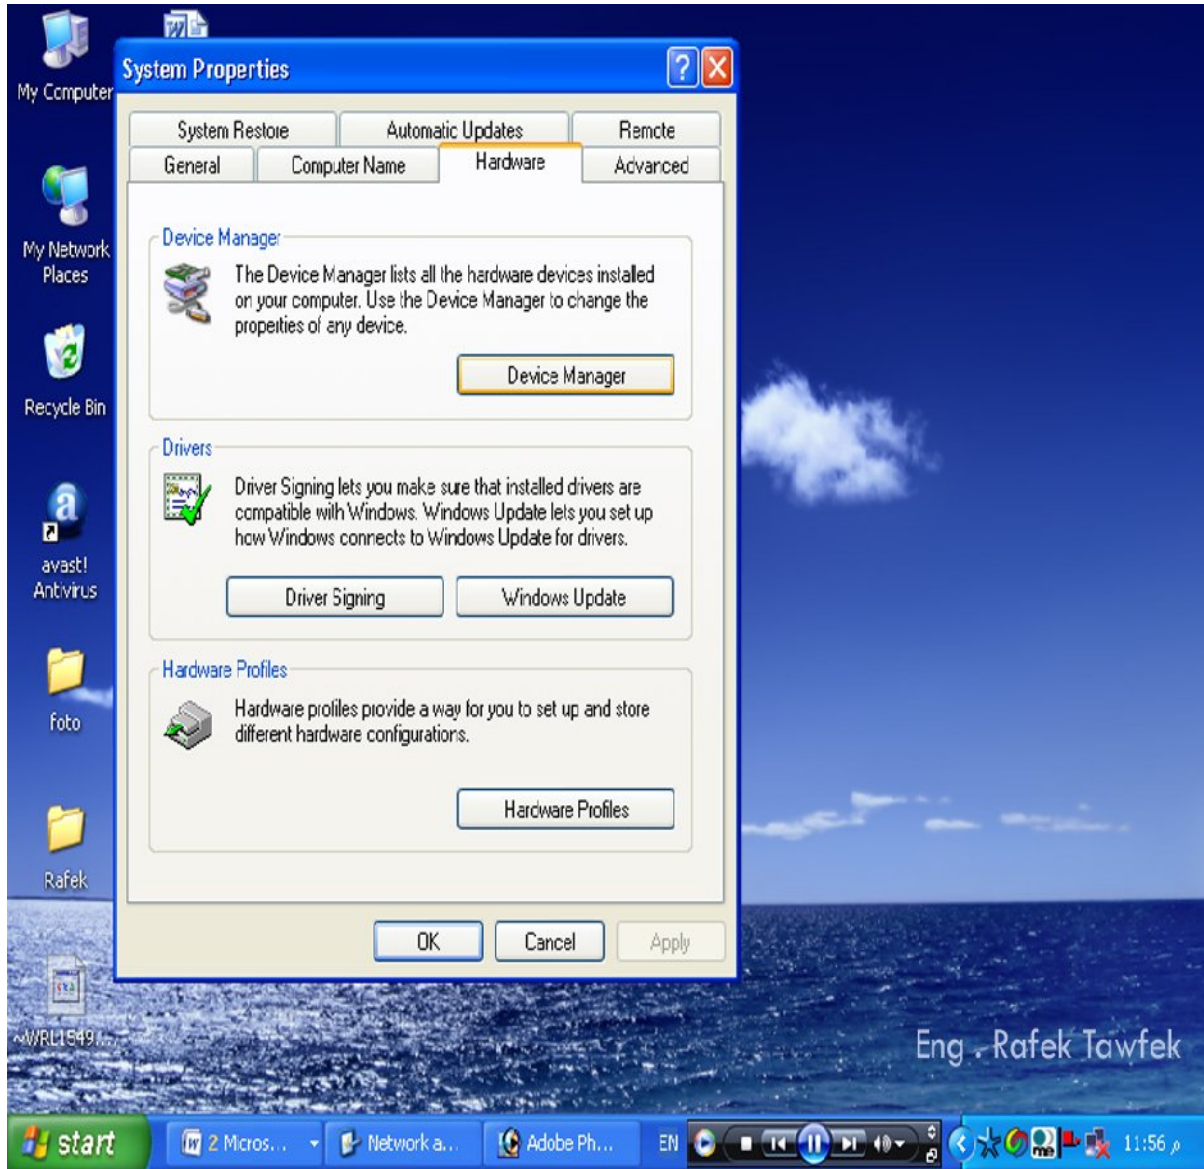 My Computer
My Network
Places
Recycle Bin
avast!
Antivirus
foto
Rafek
~WRL1549....
System Properties
System Restore
Automatic Updates
Remote
General
Computer Name
Hardware
Advanced
Device Manager
The Device Manager lists all the hardware devices installed
on your computer. Use the Device Manager to change the
properties of any device.
Device Manager
Drivers
Driver Signing lets you make sure that installed drivers are
compatible with Windows. Windows Update lets you set up
how Windows connects to Windows Update for drivers.
Driver Signing
Windows Update
Hardware Profiles
Hardware profiles provide a way for you to set up and store
different hardware configurations.
Hardware Profiles
OK
Cancel
Apply
Eng . Rafek Tawfek
start
2 Micros...
Network a...
Adobe Ph...
EN
11:56 م